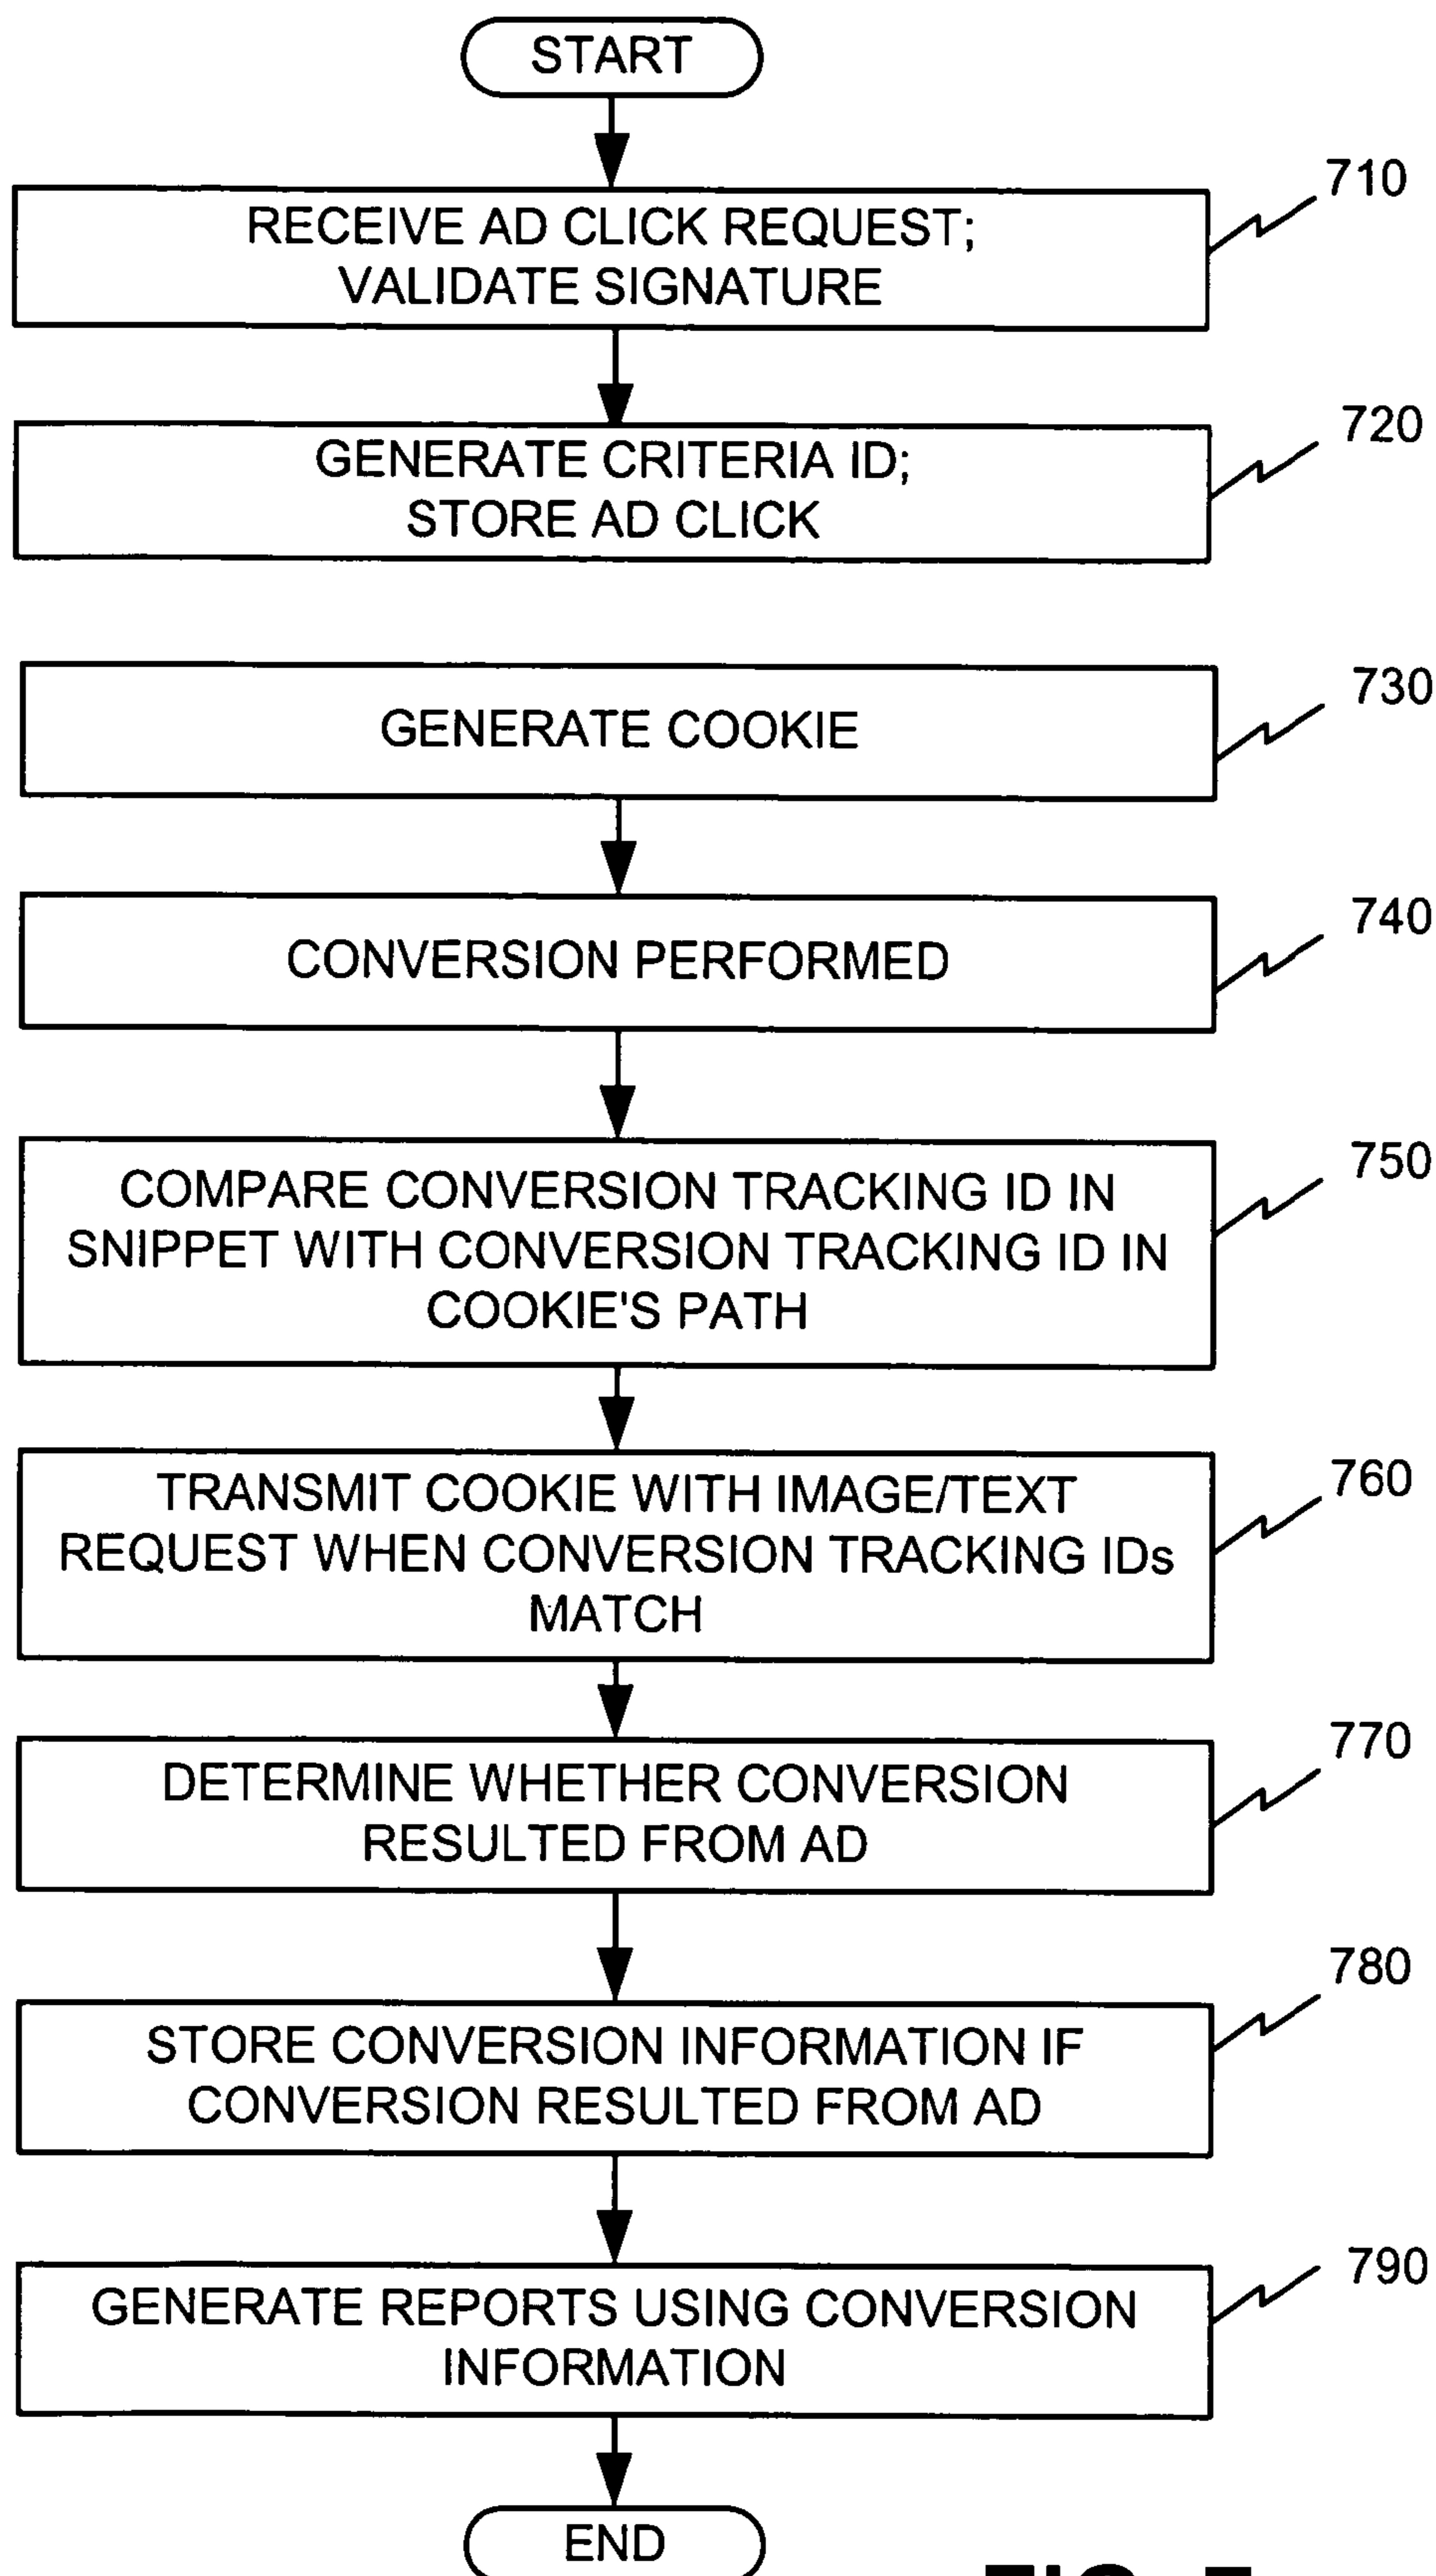 START
710
RECEIVE AD CLICK REQUEST;
VALIDATE SIGNATURE
720
GENERATE CRITERIA ID;
STORE AD CLICK
730
GENERATE COOKIE
740
CONVERSION PERFORMED
750
COMPARE CONVERSION TRACKING ID IN
SNIPPET WITH CONVERSION TRACKING ID IN
COOKIE'S PATH
760
TRANSMIT COOKIE WITH IMAGE/TEXT
REQUEST WHEN CONVERSION TRACKING IDs
MATCH
770
DETERMINE WHETHER CONVERSION
RESULTED FROM AD
780
STORE CONVERSION INFORMATION IF
CONVERSION RESULTED FROM AD
790
GENERATE REPORTS USING CONVERSION
INFORMATION
END